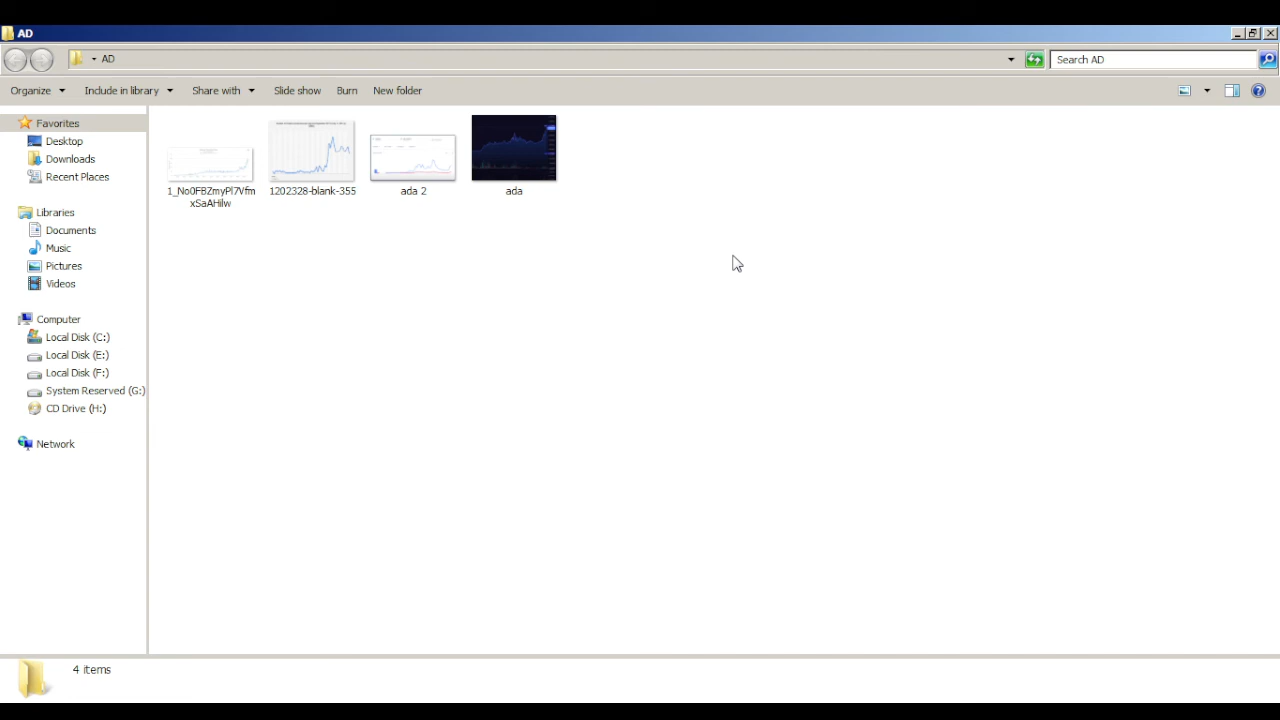 AD
AD
Search AD
Organize Include in library Share with Slide show Burn New folder
Favorites
Desktop
Downloads
Recent Places
Libraries
Documents
Music
Pictures
Videos
Computer
Local Disk (C:)
Local Disk (E:)
Local Disk (F:)
System Reserved (G:)
CD Drive (H:)
Network
1202328-blank-355
ada 2
ada
4 items